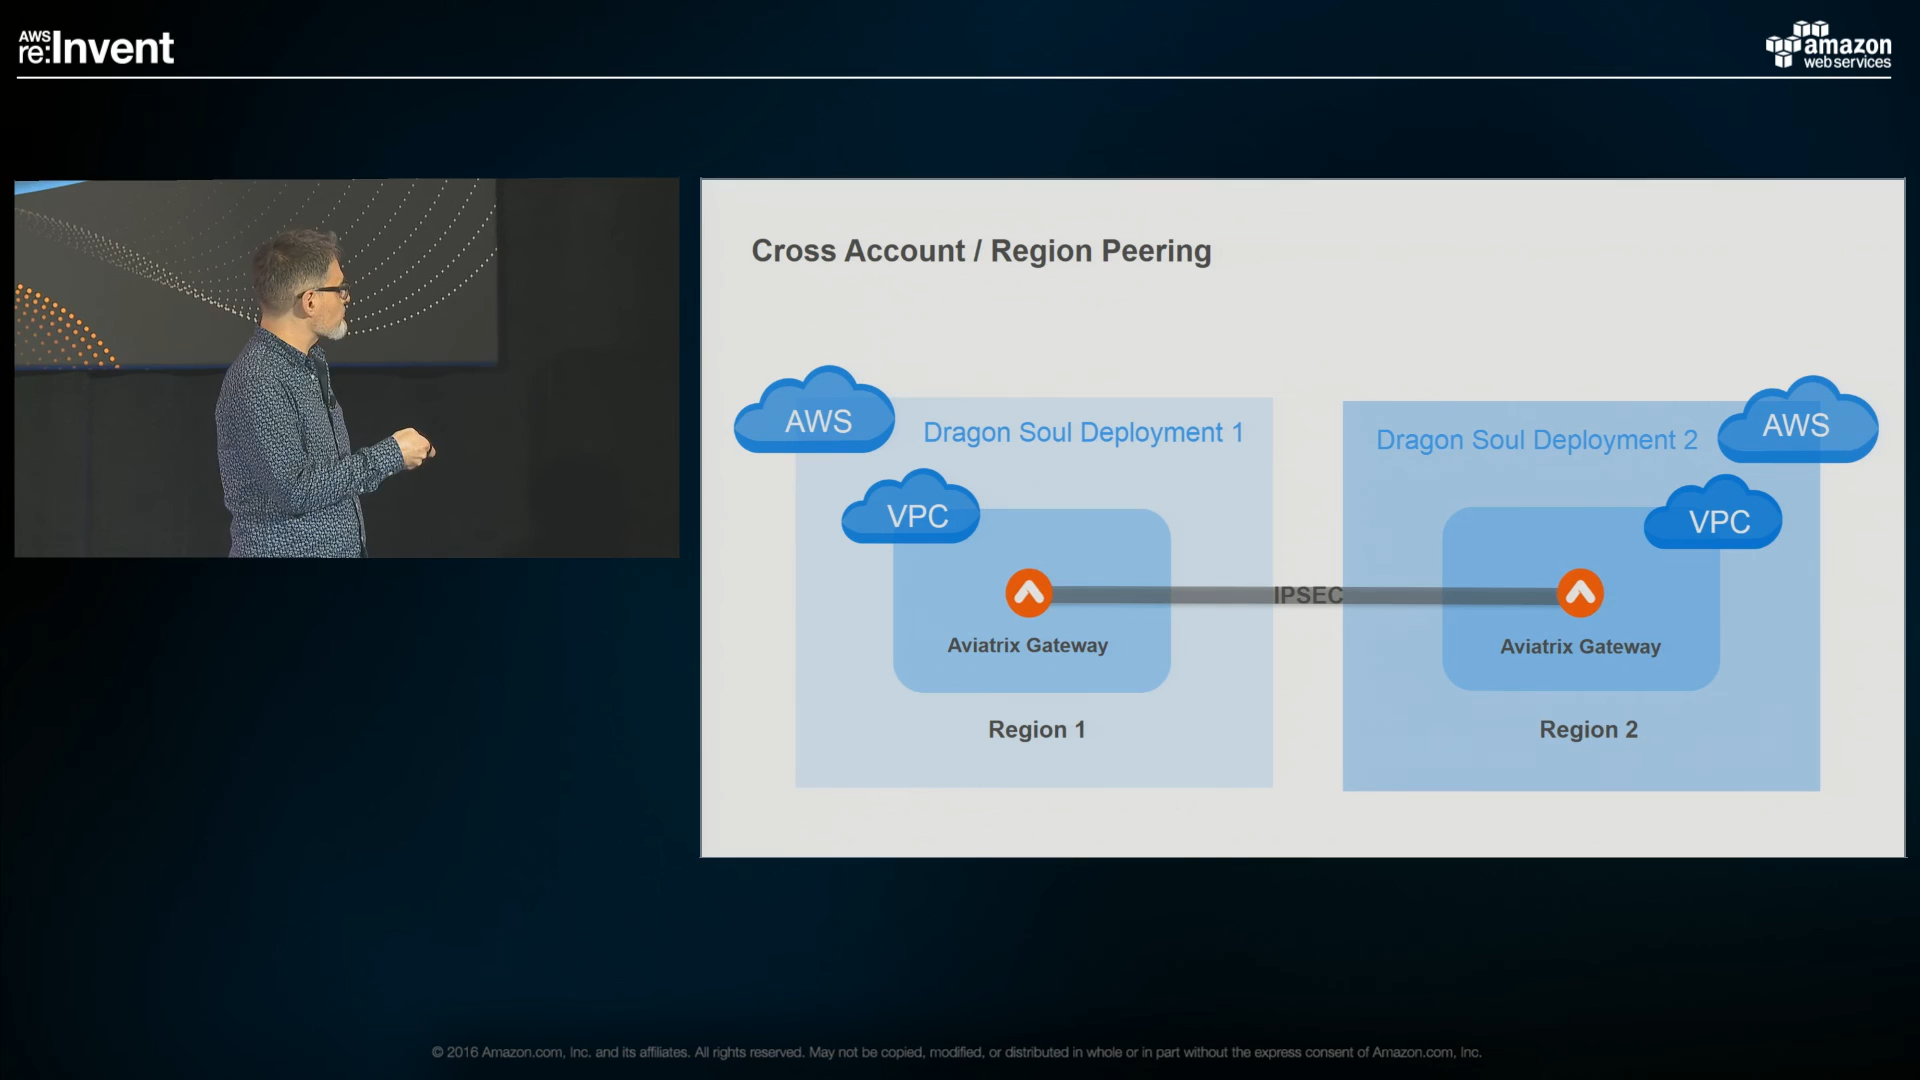 AWS
re:Invent
amazon
web services
Cross Account / Region Peering
AWS
Dragon Soul Deployment 1
VPC
Aviatrix Gateway
Region 1
IPSEC
AWS
Dragon Soul Deployment 2
VPC
Aviatrix Gateway
Region 2
© 2016 Amazon.com, Inc. and its affiliates. All rights reserved. May not be copied, modified, or distributed in whole or in part without the express consent of Amazon.com, Inc.